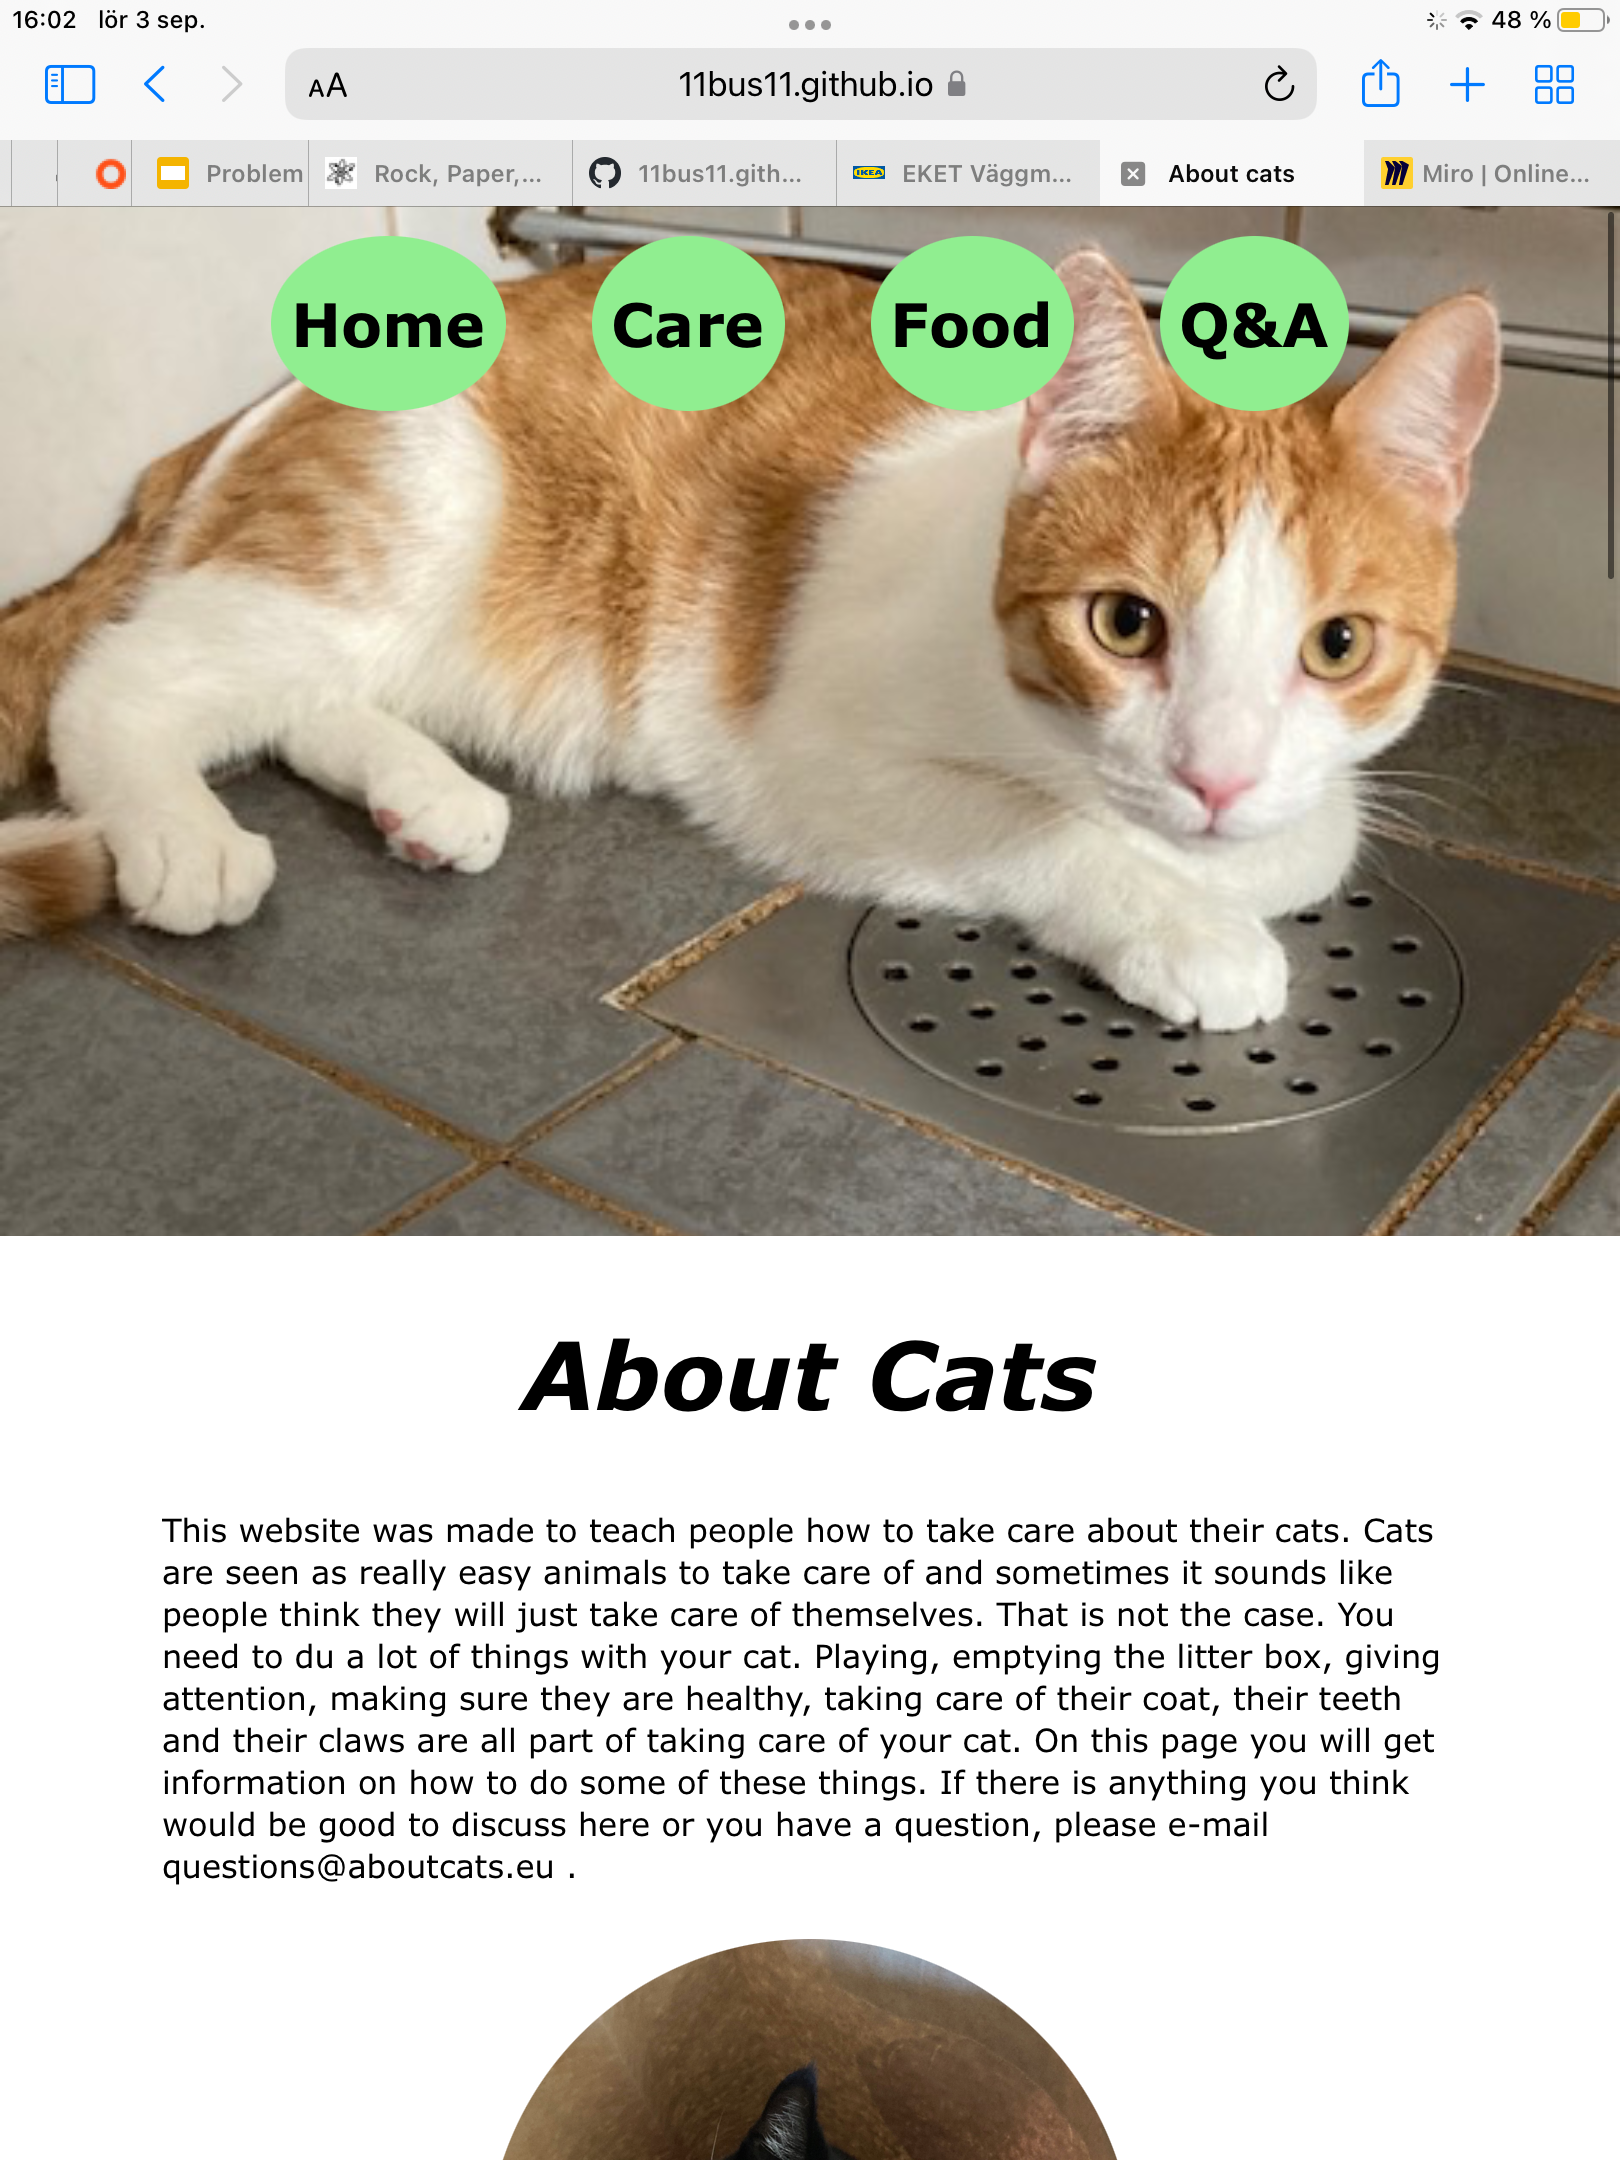 16:02 lör 3 sep.
48 %
AA
11bus11.github.io
Problem
Rock, Paper,...
11bus11.gith...
IKEA
EKET Väggm...
About cats
Miro | Online...
Home
Care
Food
Q&A
About Cats
This website was made to teach people how to take care about their cats. Cats
are seen as really easy animals to take care of and sometimes it sounds like
people think they will just take care of themselves. That is not the case. You
need to du a lot of things with your cat. Playing, emptying the litter box, giving
attention, making sure they are healthy, taking care of their coat, their teeth
and their claws are all part of taking care of your cat. On this page you will get
information on how to do some of these things. If there is anything you think
would be good to discuss here or you have a question, please e-mail
questions@aboutcats.eu .